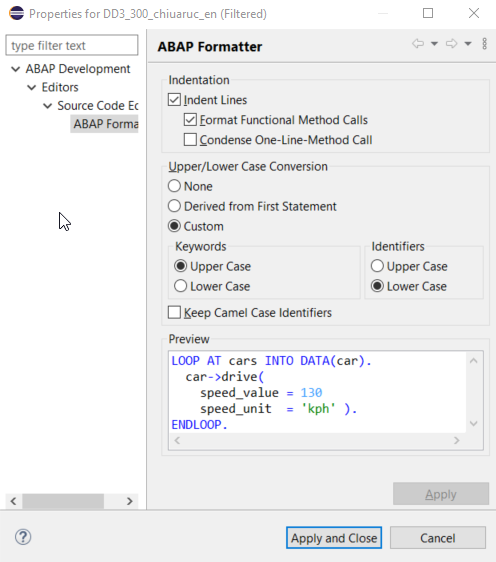 Properties for DD3_300_chiuaruc_en (Filtered)
type filter text
ABAP Development
Editors
Source Code Ec
ABAP Forma
ABAP Formatter
Indentation
Indent Lines
Format Functional Method Calls
Condense One-Line-Method Call
Upper/Lower Case Conversion
None
Derived from First Statement
Custom
Keywords
Upper Case
Lower Case
Identifiers
Upper Case
Lower Case
Keep Camel Case Identifiers
Preview
LOOP AT cars INTO DATA(car).
car->drive(
speed_value = 130
speed_unit  = 'kph' ).
ENDLOOP.
Apply
?
Apply and Close
Cancel